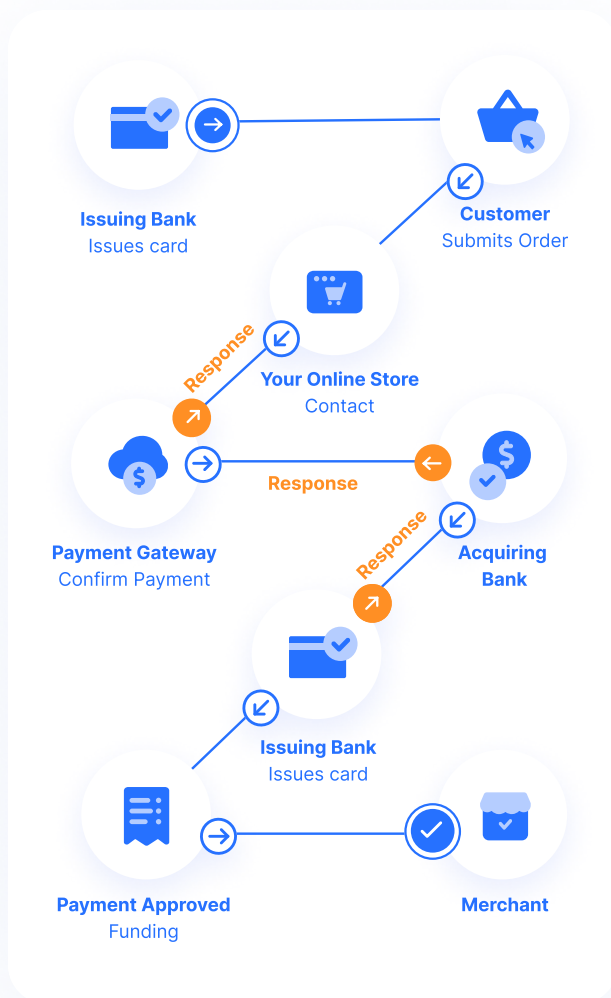 Issuing Bank
Issues card
Customer
Submits Order
Response
Your Online Store
Contact
Response
Payment Gateway
Confirm Payment
Response
Acquiring
Bank
Issuing Bank
Issues card
Payment Approved
Funding
Merchant